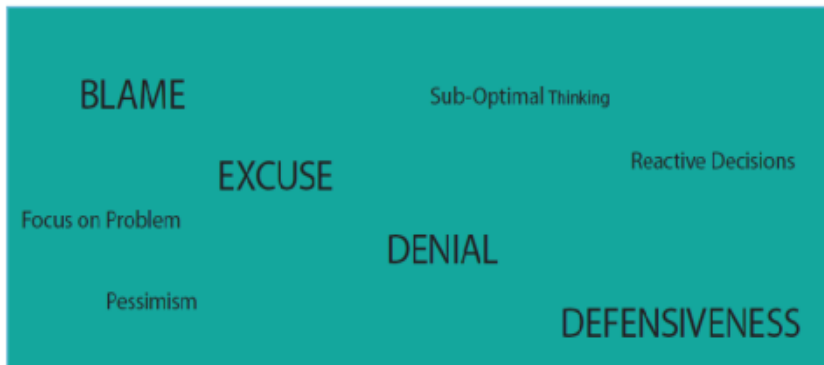 BLAME
Sub-Optimal Thinking
Reactive Decisions
EXCUSE
Focus on Problem
DENIAL
Pessimism
DEFENSIVENESS